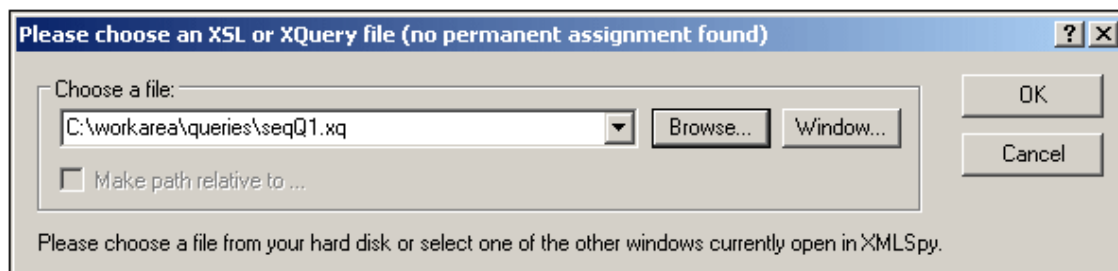 Please choose an XSL or XQuery file (no permanent assignment found)
Choose a file:
C:\workarea\queries\seqQ1.xq
Browse...
Window...
OK
Cancel
Make path relative to ...
Please choose a file from your hard disk or select one of the other windows currently open in XMLSpy.